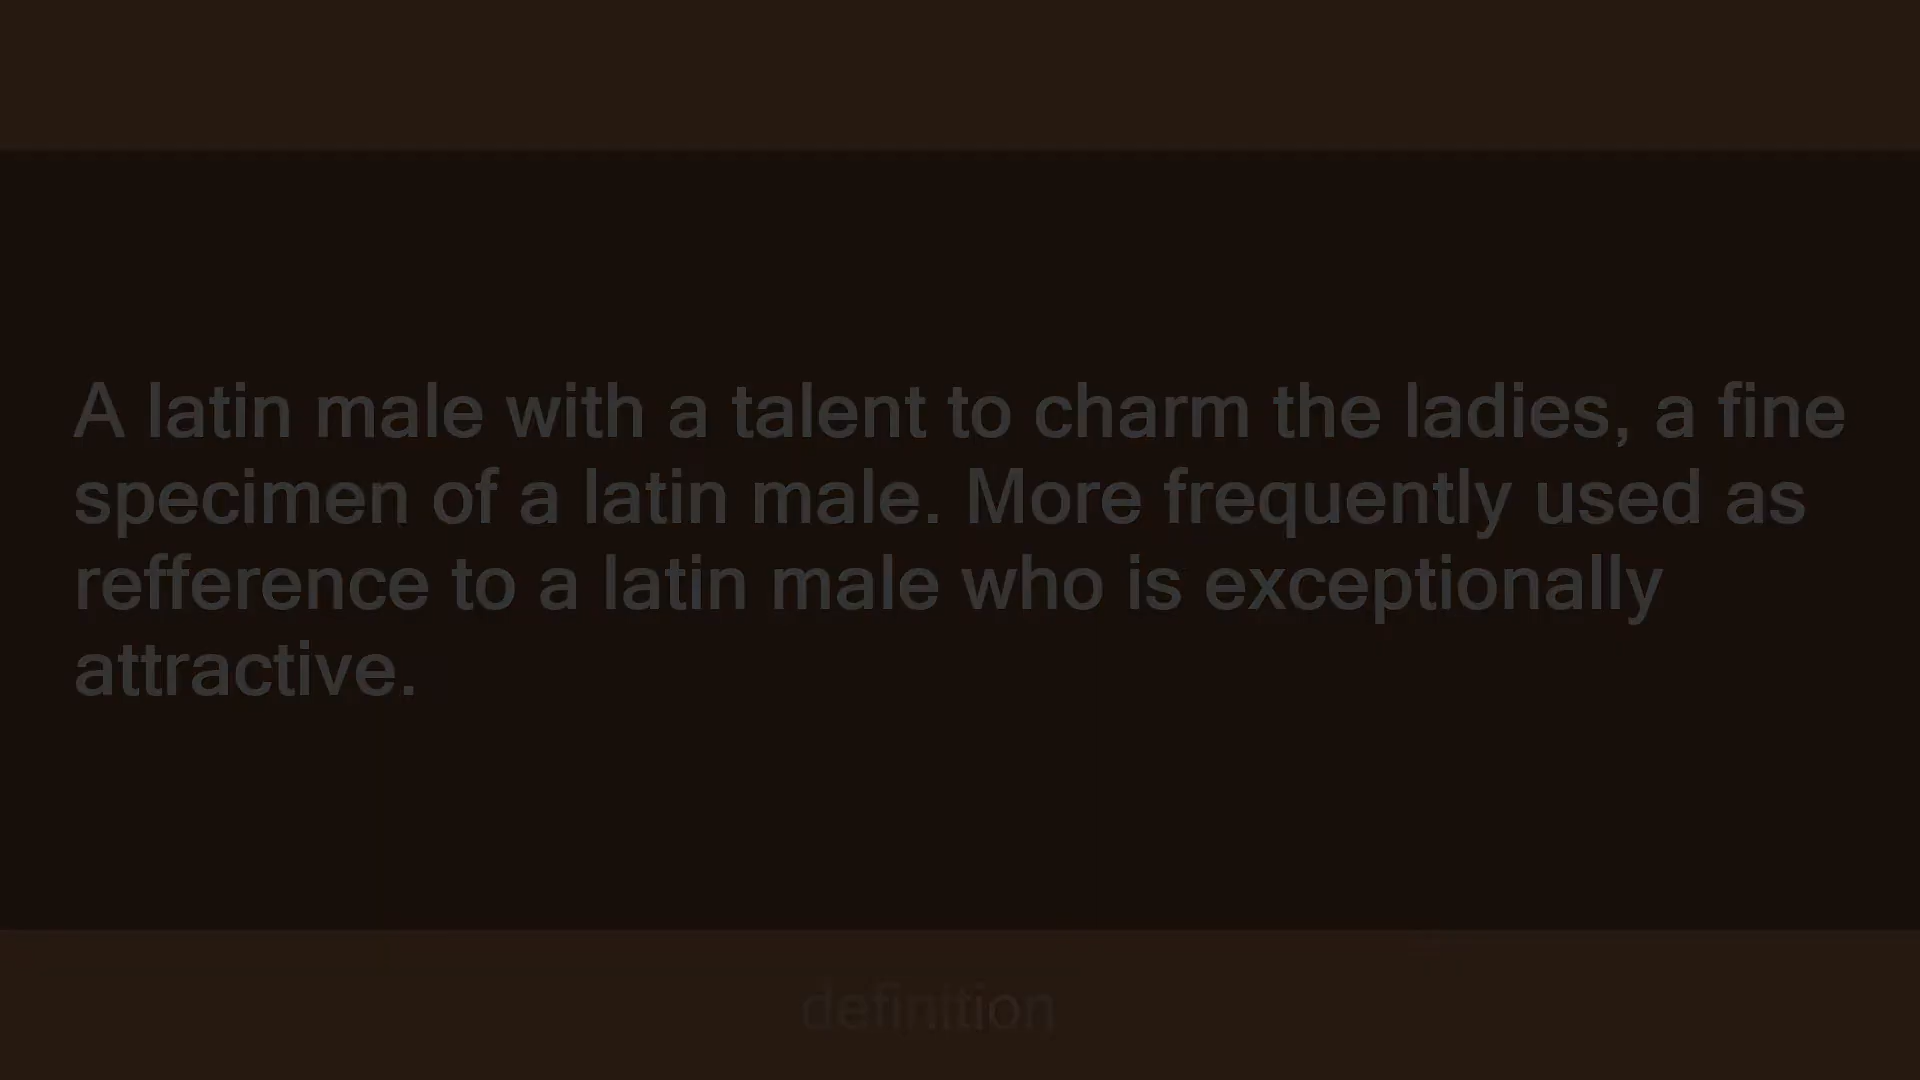 A latin male with a talent to charm the ladies, a fine
specimen of a latin male. More frequently used as
refference to a latin male who is exceptionally
attractive.
definition